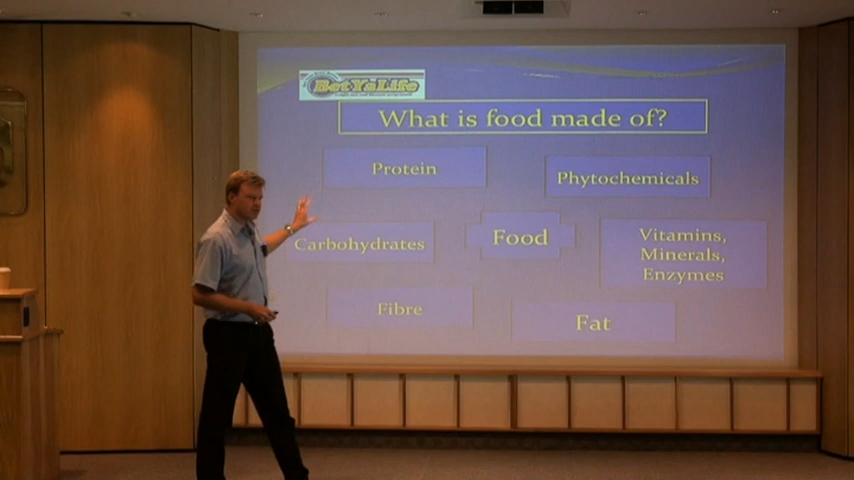 BetYaLife
What is food made of?
Protein
Phytochemicals
Carbohydrates
Food
Vitamins,
Minerals,
Enzymes
Fibre
Fat